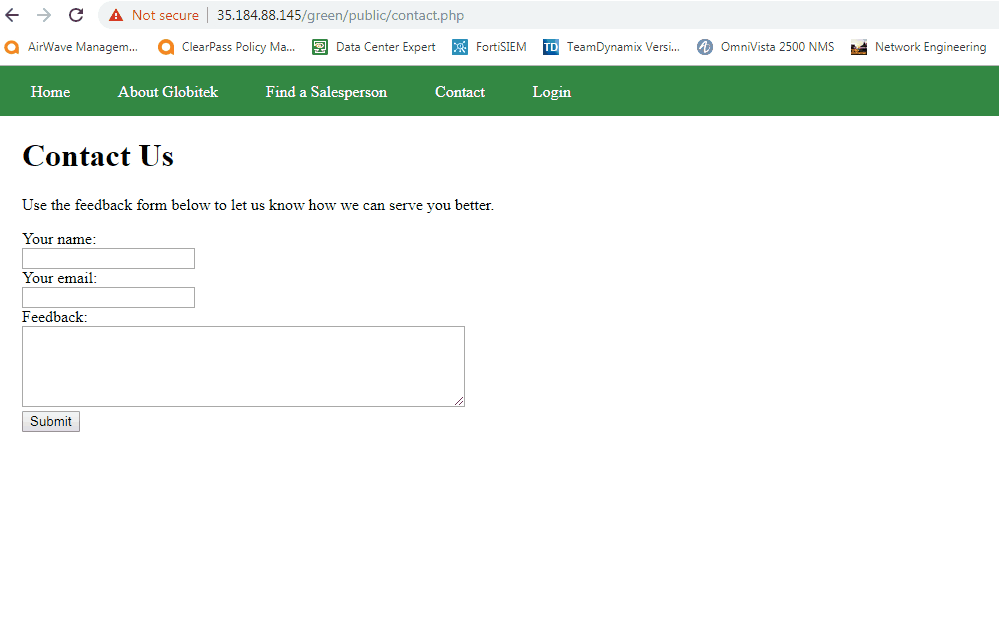 Not secure | 35.184.88.145/green/public/contact.php
AirWave Managem... ClearPass Policy Ma... Data Center Expert FortiSIEM TD TeamDynamix Versi... OmniVista 2500 NMS Network Engineering
Home About Globitek Find a Salesperson Contact Login
Contact Us
Use the feedback form below to let us know how we can serve you better.
Your name:
Your email:
Feedback:
Submit